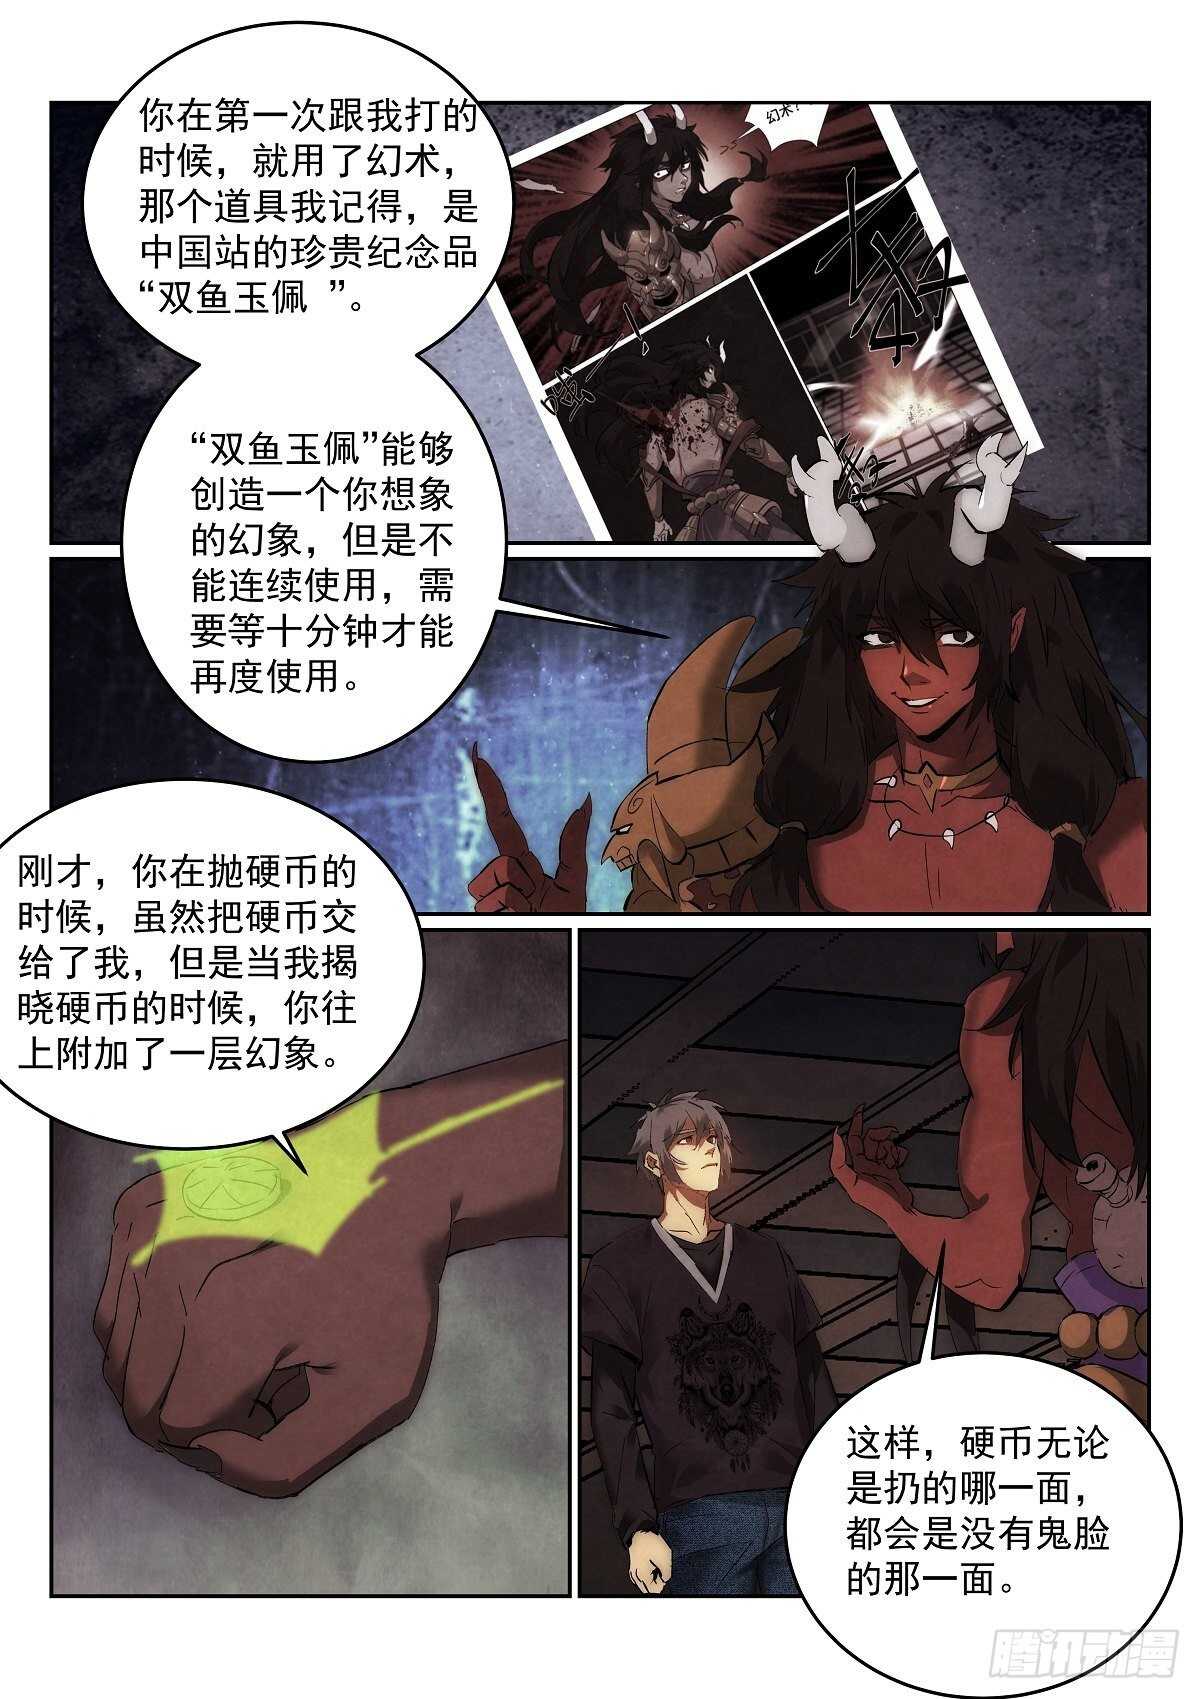 你在第一次跟我打的
时候，就用了幻术，
那个道具我记得，是
中国站的珍贵纪念品
“双鱼玉佩 ”。
幻术？
“双鱼玉佩”能够
创造一个你想象
的幻象，但是不
能连续使用，需
要等十分钟才能
再度使用。
刚才，你在抛硬币的
时候，虽然把硬币交
给了我，但是当我揭
晓硬币的时候，你往
上附加了一层幻象。
这样，硬币无论
是扔的哪一面，
都会是没有鬼脸
的那一面。
腾讯动漫